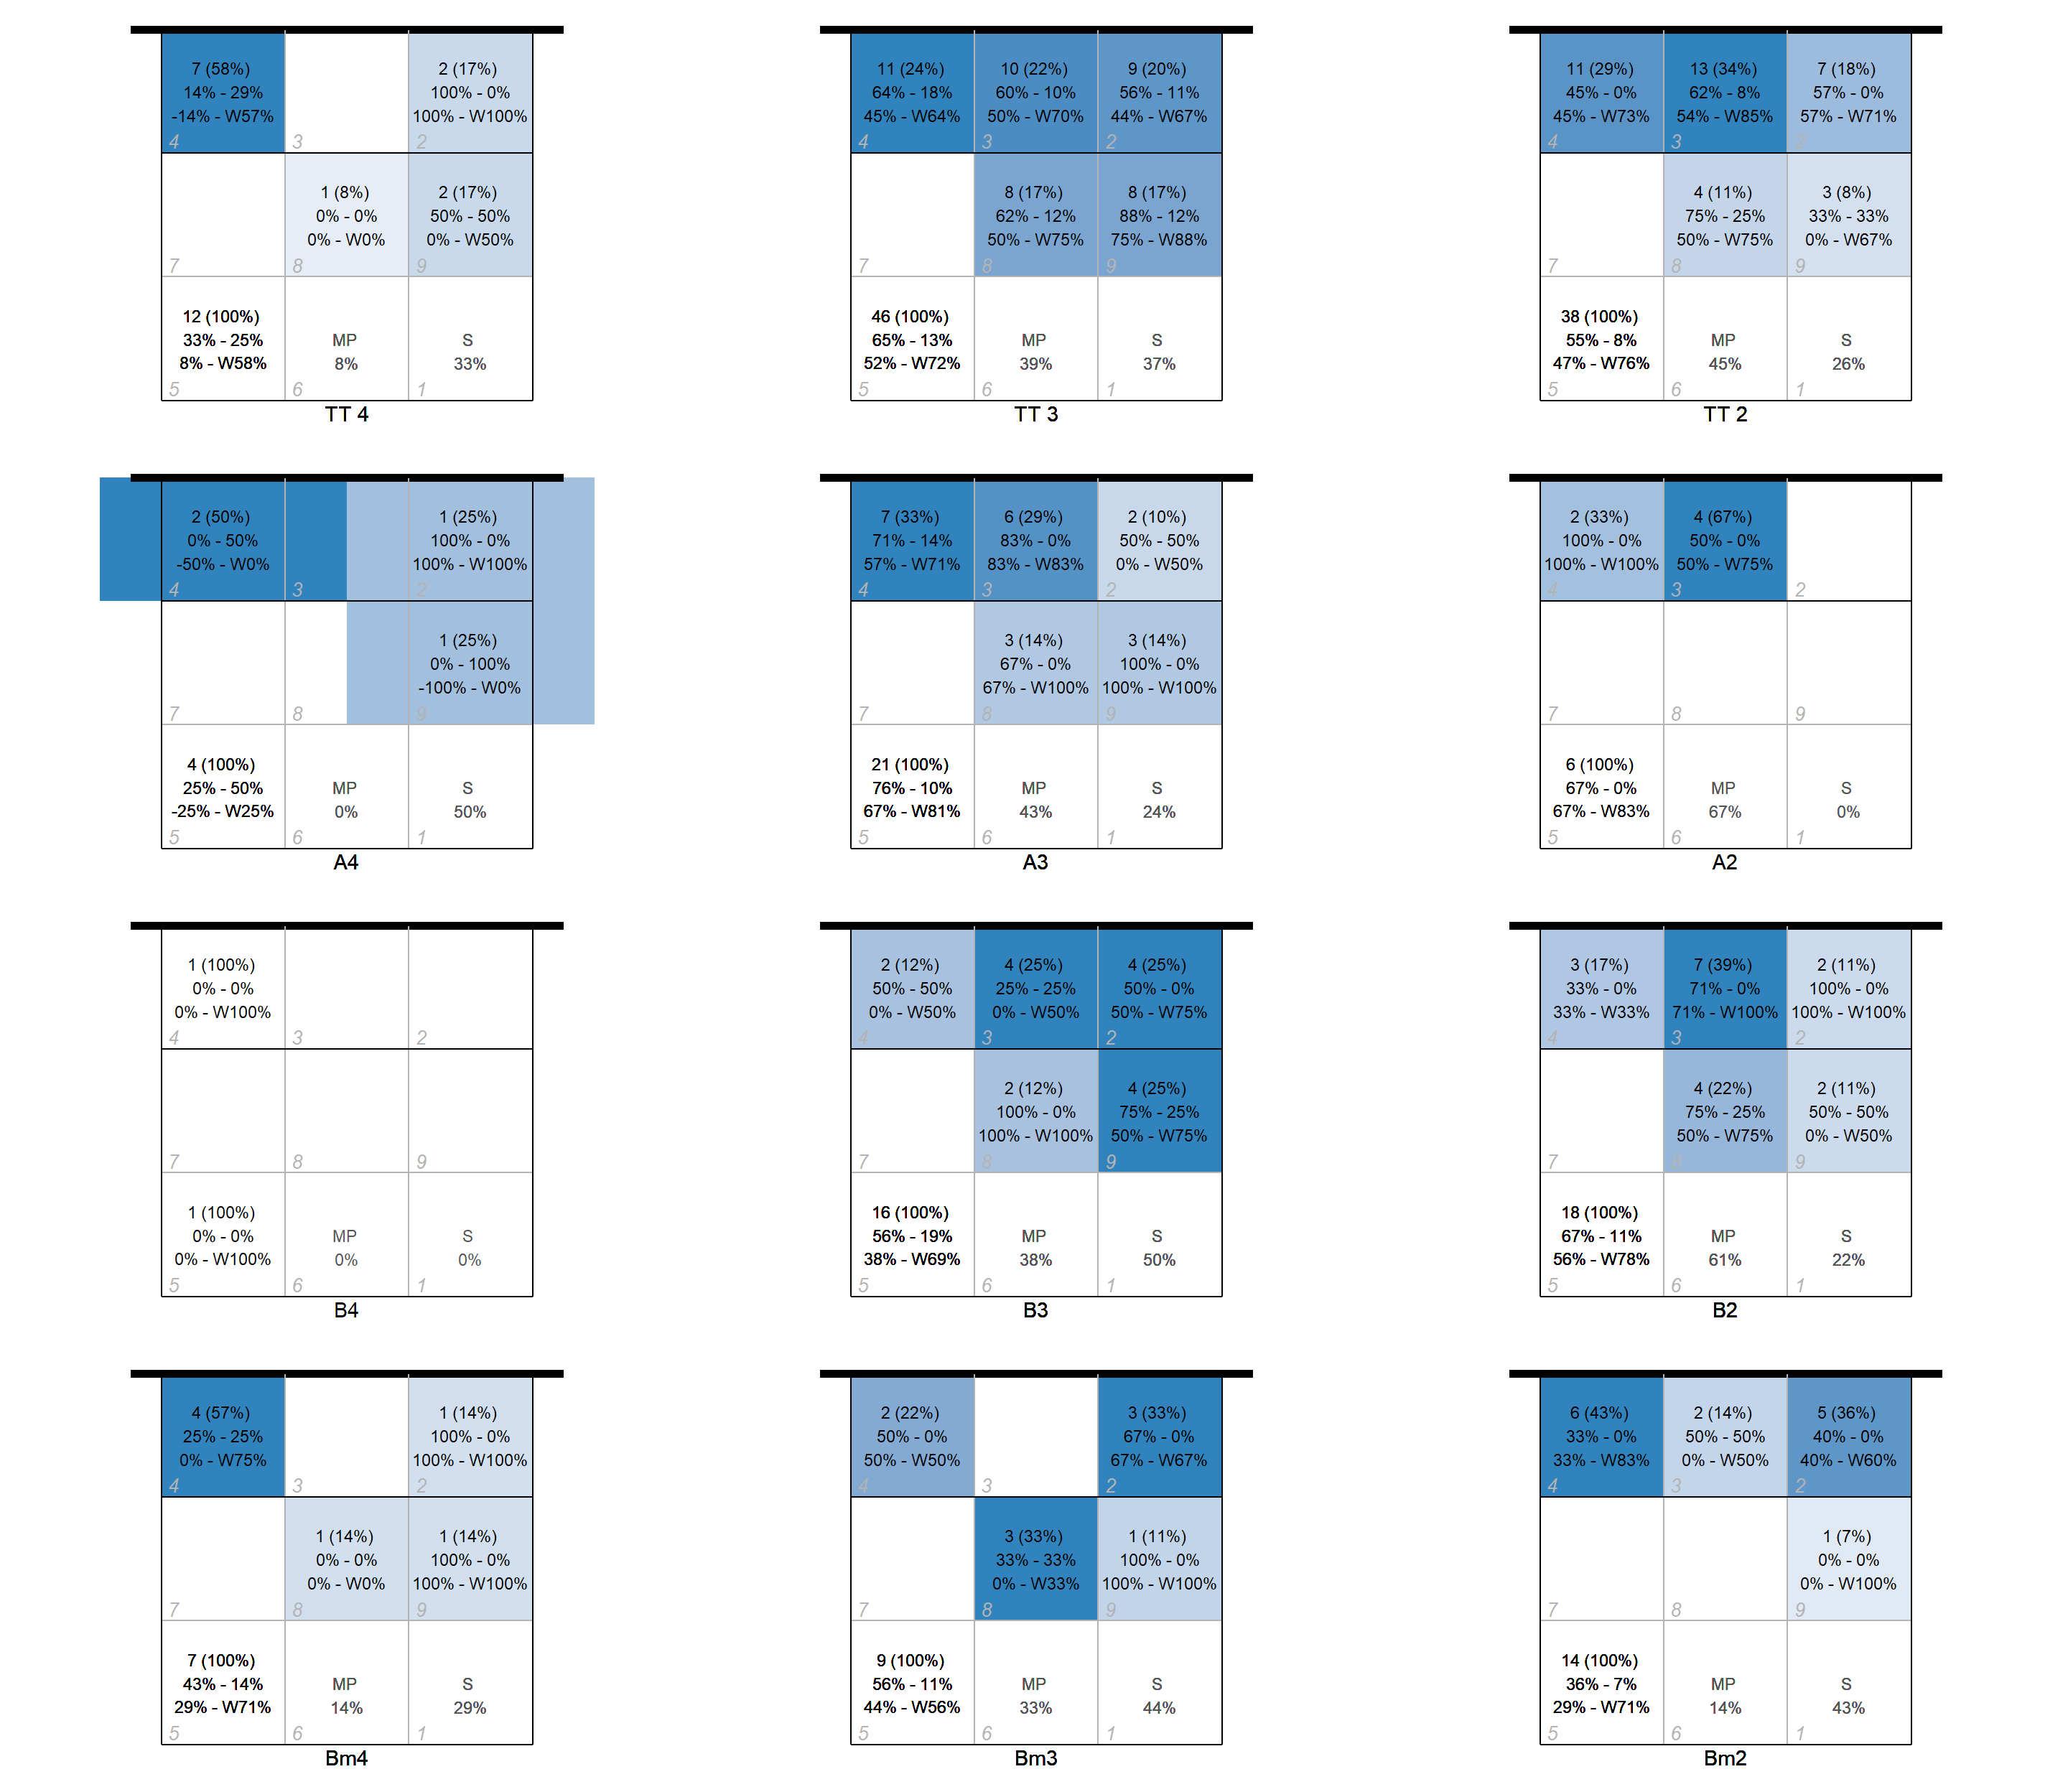 7 (58%)
14% - 29%
-14% - W57%
4
3
2 (17%)
100% - 0%
100% - W100%
2
7
1 (8%)
0% - 0%
0% - W0%
8
2 (17%)
50% - 50%
0% - W50%
9
12 (100%)
33% - 25%
8% - W58%
5
MP
8%
6
S
33%
1
TT 4
11 (24%)
64% - 18%
45% - W64%
4
10 (22%)
60% - 10%
50% - W70%
3
9 (20%)
56% - 11%
44% - W67%
2
7
8 (17%)
62% - 12%
50% - W75%
8
8 (17%)
88% - 12%
75% - W88%
9
46 (100%)
65% - 13%
52% - W72%
5
MP
39%
6
S
37%
1
TT 3
11 (29%)
45% - 0%
45% - W73%
4
13 (34%)
62% - 8%
54% - W85%
3
7 (18%)
57% - 0%
57% - W71%
2
7
4 (11%)
75% - 25%
50% - W75%
8
3 (8%)
33% - 33%
0% - W67%
9
38 (100%)
55% - 8%
47% - W76%
5
MP
45%
6
S
26%
1
TT 2
2 (50%)
0% - 50%
-50% - W0%
4
3
1 (25%)
100% - 0%
100% - W100%
2
7
8
1 (25%)
0% - 100%
-100% - W0%
9
4 (100%)
25% - 50%
-25% - W25%
5
MP
0%
6
S
50%
1
A4
7 (33%)
71% - 14%
57% - W71%
4
6 (29%)
83% - 0%
83% - W83%
3
2 (10%)
50% - 50%
0% - W50%
2
7
3 (14%)
67% - 0%
67% - W100%
8
3 (14%)
100% - 0%
100% - W100%
9
21 (100%)
76% - 10%
67% - W81%
5
MP
43%
6
S
24%
1
A3
2 (33%)
100% - 0%
100% - W100%
4
4 (67%)
50% - 0%
50% - W75%
3
2
7
8
9
6 (100%)
67% - 0%
67% - W83%
5
MP
67%
6
S
0%
1
A2
1 (100%)
0% - 0%
0% - W100%
4
3
2
7
8
9
1 (100%)
0% - 0%
0% - W100%
5
MP
0%
6
S
0%
1
B4
2 (12%)
50% - 50%
0% - W50%
4
4 (25%)
25% - 25%
0% - W50%
3
4 (25%)
50% - 0%
50% - W75%
2
7
2 (12%)
100% - 0%
100% - W100%
8
4 (25%)
75% - 25%
50% - W75%
9
16 (100%)
56% - 19%
38% - W69%
5
MP
38%
6
S
50%
1
B3
3 (17%)
33% - 0%
33% - W33%
4
7 (39%)
71% - 0%
71% - W100%
3
2 (11%)
100% - 0%
100% - W100%
2
7
4 (22%)
75% - 25%
50% - W75%
8
2 (11%)
50% - 50%
0% - W50%
9
18 (100%)
67% - 11%
56% - W78%
5
MP
61%
6
S
22%
1
B2
4 (57%)
25% - 25%
0% - W75%
4
3
1 (14%)
100% - 0%
100% - W100%
2
7
1 (14%)
0% - 0%
0% - W0%
8
1 (14%)
100% - 0%
100% - W100%
9
7 (100%)
43% - 14%
29% - W71%
5
MP
14%
6
S
29%
1
Bm4
2 (22%)
50% - 0%
50% - W50%
4
3
3 (33%)
67% - 0%
67% - W67%
2
7
3 (33%)
33% - 33%
0% - W33%
8
1 (11%)
100% - 0%
100% - W100%
9
9 (100%)
56% - 11%
44% - W56%
5
MP
33%
6
S
44%
1
Bm3
6 (43%)
33% - 0%
33% - W83%
4
2 (14%)
50% - 50%
0% - W50%
3
5 (36%)
40% - 0%
40% - W60%
2
7
8
1 (7%)
0% - 0%
0% - W100%
9
14 (100%)
36% - 7%
29% - W71%
5
MP
14%
6
S
43%
1
Bm2